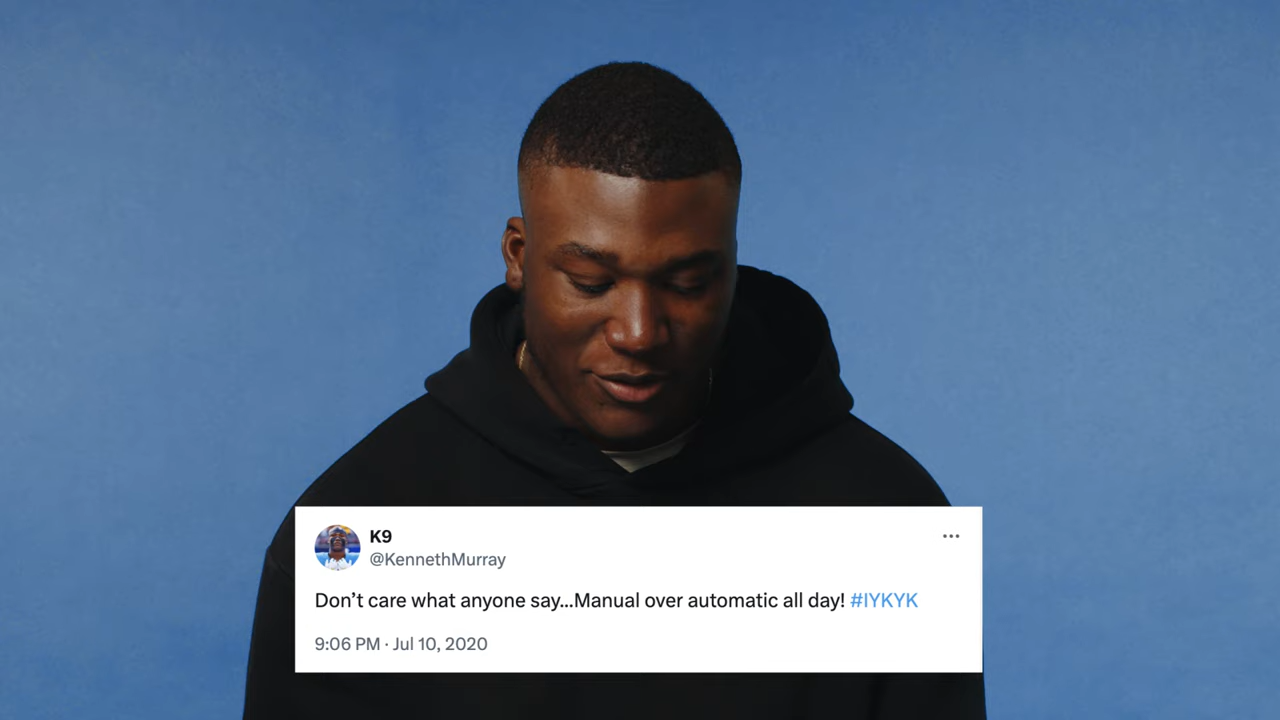 K9
@KennethMurray
Don’t care what anyone say...Manual over automatic all day! #IYKYK
9:06 PM · Jul 10, 2020